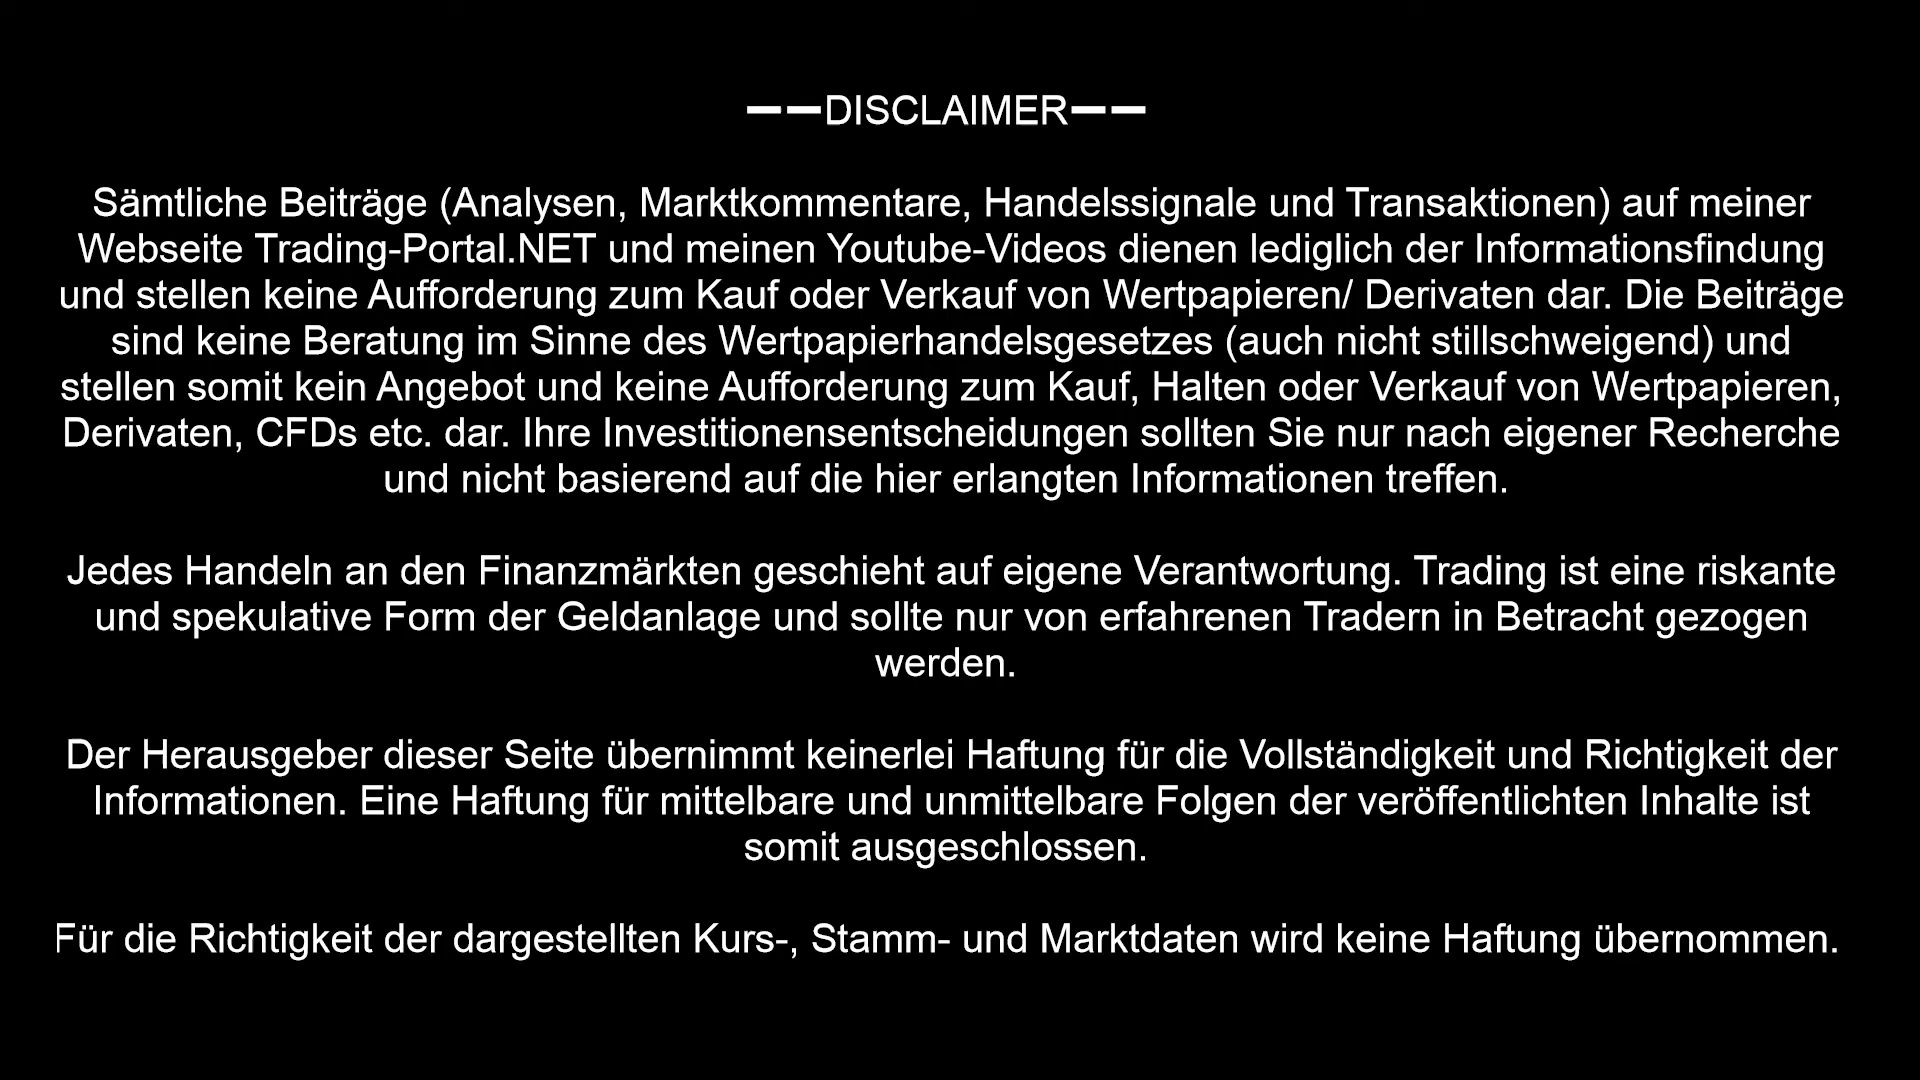 ——DISCLAIMER——
Sämtliche Beiträge (Analysen, Marktkommentare, Handelssignale und Transaktionen) auf meiner
Webseite Trading-Portal.NET und meinen Youtube-Videos dienen lediglich der Informationsfindung
und stellen keine Aufforderung zum Kauf oder Verkauf von Wertpapieren/ Derivaten dar. Die Beiträge
sind keine Beratung im Sinne des Wertpapierhandelsgesetzes (auch nicht stillschweigend) und
stellen somit kein Angebot und keine Aufforderung zum Kauf, Halten oder Verkauf von Wertpapieren,
Derivaten, CFDs etc. dar. Ihre Investitionensentscheidungen sollten Sie nur nach eigener Recherche
und nicht basierend auf die hier erlangten Informationen treffen.
Jedes Handeln an den Finanzmärkten geschieht auf eigene Verantwortung. Trading ist eine riskante
und spekulative Form der Geldanlage und sollte nur von erfahrenen Tradern in Betracht gezogen
werden.
Der Herausgeber dieser Seite übernimmt keinerlei Haftung für die Vollständigkeit und Richtigkeit der
Informationen. Eine Haftung für mittelbare und unmittelbare Folgen der veröffentlichten Inhalte ist
somit ausgeschlossen.
Für die Richtigkeit der dargestellten Kurs-, Stamm- und Marktdaten wird keine Haftung übernommen.